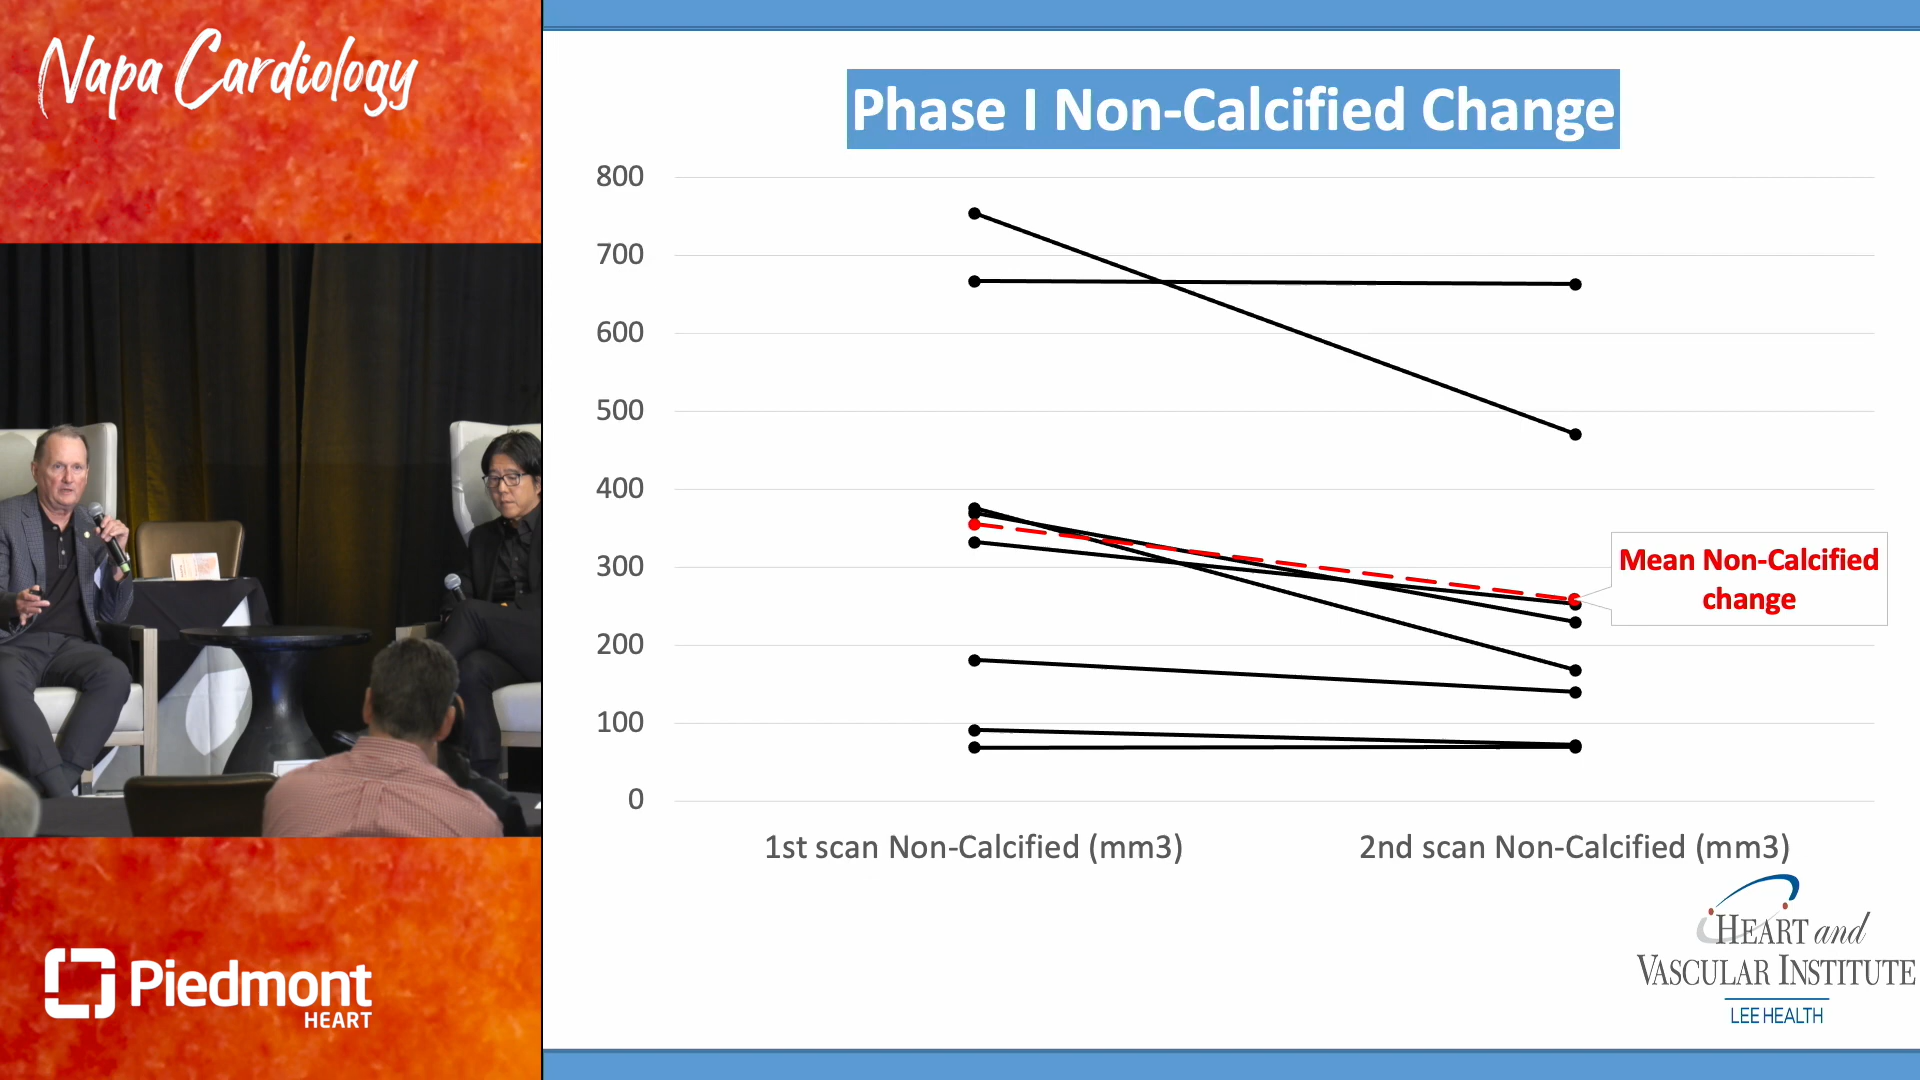 Napa Cardiology
Piedmont
HEART
Phase I Non-Calcified Change
800
700
600
500
400
300
200
100
0
Mean Non-Calcified
change
1st scan Non-Calcified (mm3)
2nd scan Non-Calcified (mm3)
HEART and
VASCULAR INSTITUTE
LEE HEALTH